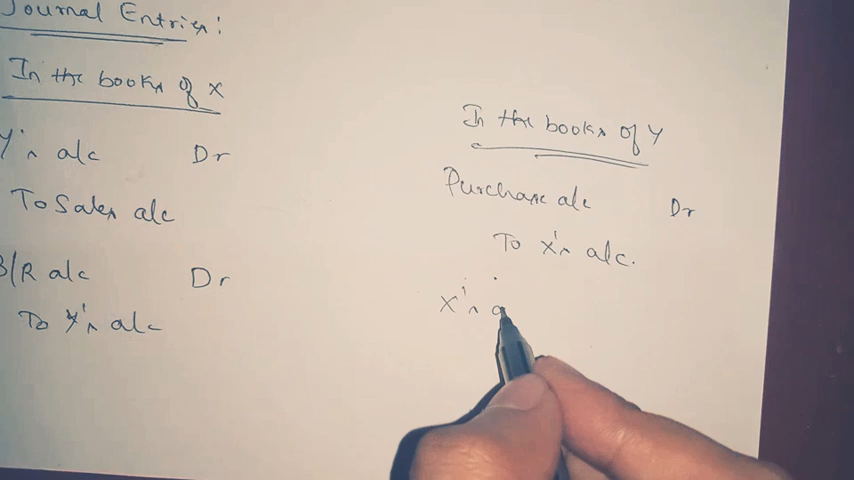 Journal Entries:
In the books of X
Y's a/c Dr
To Sales a/c
B/R a/c Dr
To Y's a/c
In the books of Y
Purchase a/c Dr
To X's a/c.
X's a